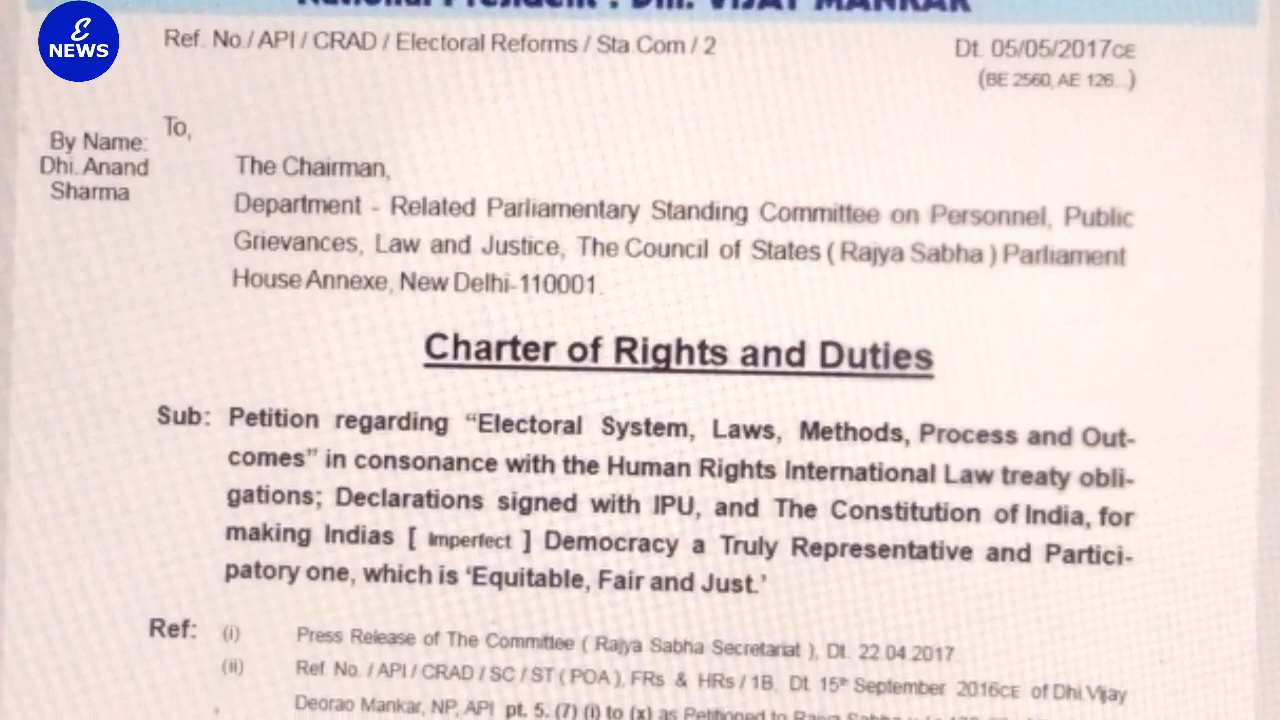 National President : Dhi. VIJAY MANKAR
E
NEWS
Ref. No./ API / CRAD / Electoral Reforms / Sta.Com / 2
Dt. 05/05/2017CE
(BE 2560, AE 126...)
To,
By Name:
Dhi. Anand
Sharma
The Chairman,
Department - Related Parliamentary Standing Committee on Personnel, Public
Grievances, Law and Justice, The Council of States ( Rajya Sabha ) Parliament
House Annexe, New Delhi-110001.
Charter of Rights and Duties
Sub: Petition regarding “Electoral System, Laws, Methods, Process and Out-
comes” in consonance with the Human Rights International Law treaty obli-
gations; Declarations signed with IPU, and The Constitution of India, for
making Indias [ Imperfect ] Democracy a Truly Representative and Partici-
patory one, which is ‘Equitable, Fair and Just.’
Ref: (i) Press Release of The Committee ( Rajya Sabha Secretariat ), Dt. 22.04.2017.
(ii) Ref. No. / API / CRAD / SC / ST ( POA ), FRs & HRs / 1B, Dt. 15th September 2016CE of Dhi.Vijay
Deorao Mankar, NP, API pt. 5. (7) (i) to (x) as Petitioned to Rajya Sabha